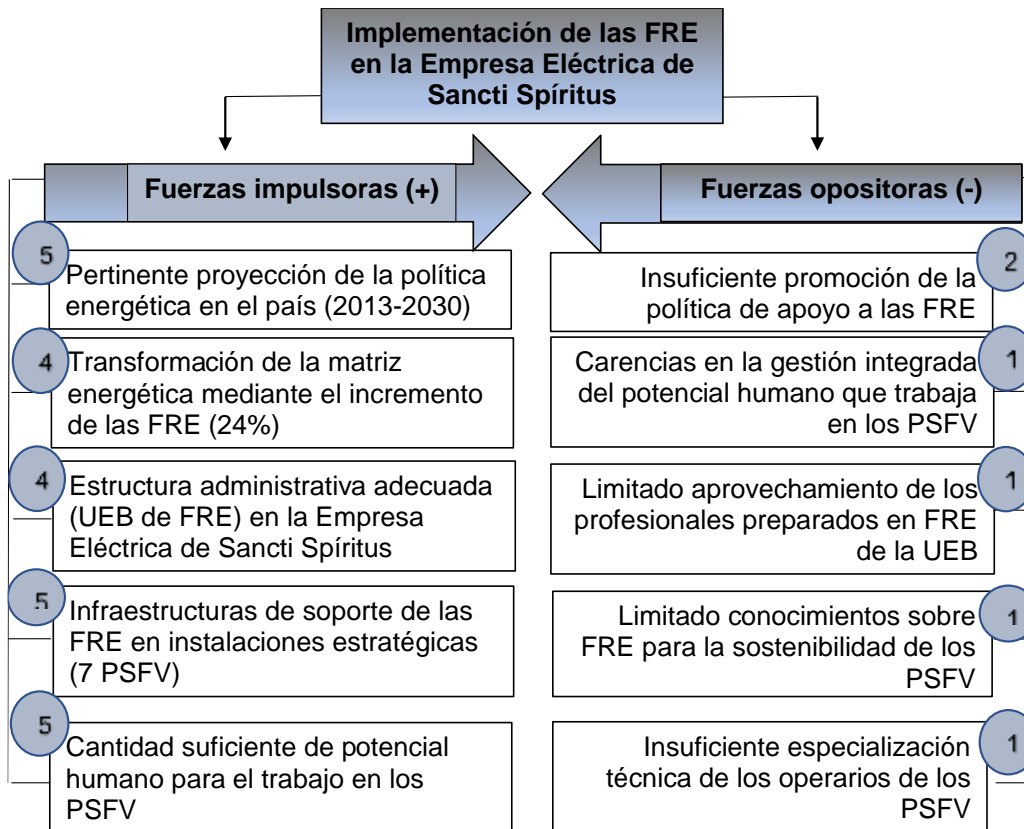 Implementación de las FRE
en la Empresa Eléctrica de
Sancti Spíritus
Fuerzas impulsoras (+)
5
Pertinente proyección de la política
energética en el país (2013-2030)
4
Transformación de la matriz
energética mediante el incremento
de las FRE (24%)
4
Estructura administrativa adecuada
(UEB de FRE) en la Empresa
Eléctrica de Sancti Spíritus
5
Infraestructuras de soporte de las
FRE en instalaciones estratégicas
(7 PSFV)
5
Cantidad suficiente de potencial
humano para el trabajo en los
PSFV
Fuerzas opositoras (-)
2
Insuficiente promoción de la
política de apoyo a las FRE
1
Carencias en la gestión integrada
del potencial humano que trabaja
en los PSFV
1
Limitado aprovechamiento de los
profesionales preparados en FRE
de la UEB
1
Limitado conocimientos sobre
FRE para la sostenibilidad de los
PSFV
1
Insuficiente especialización
técnica de los operarios de los
PSFV